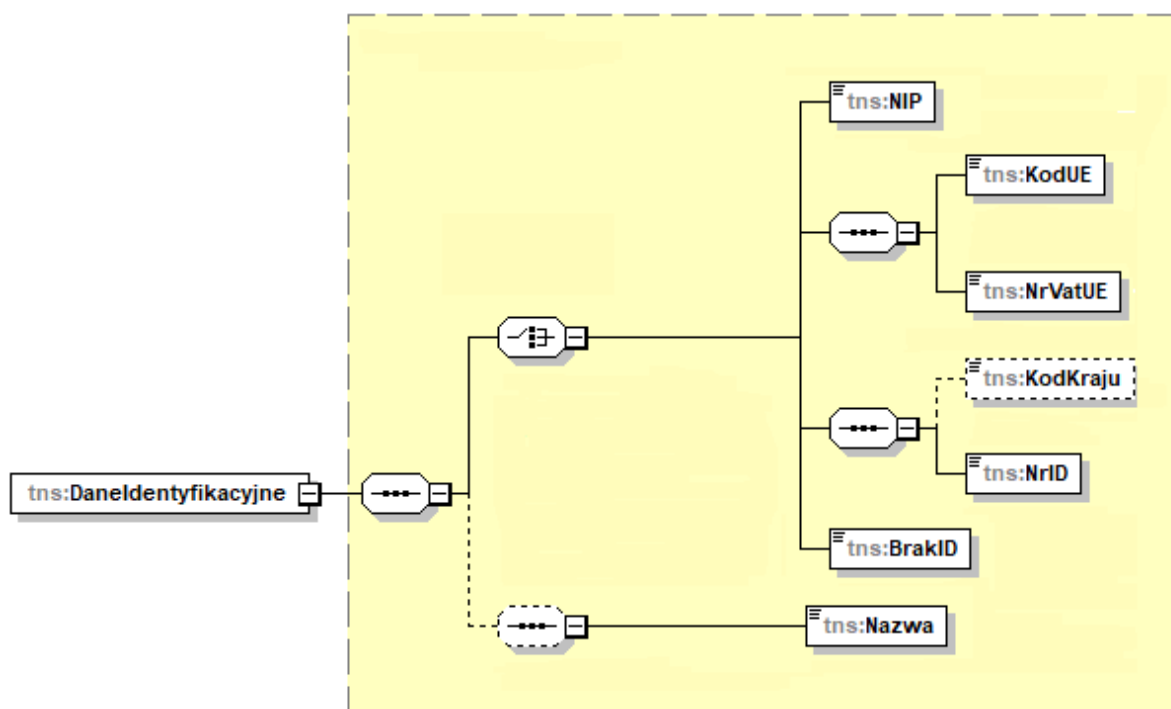 tns:NIP
tns:KodUE
tns:NrVatUE
tns:KodKraju
tns:DaneIdentyfikacyjne
tns:NrID
tns:BrakID
tns:Nazwa